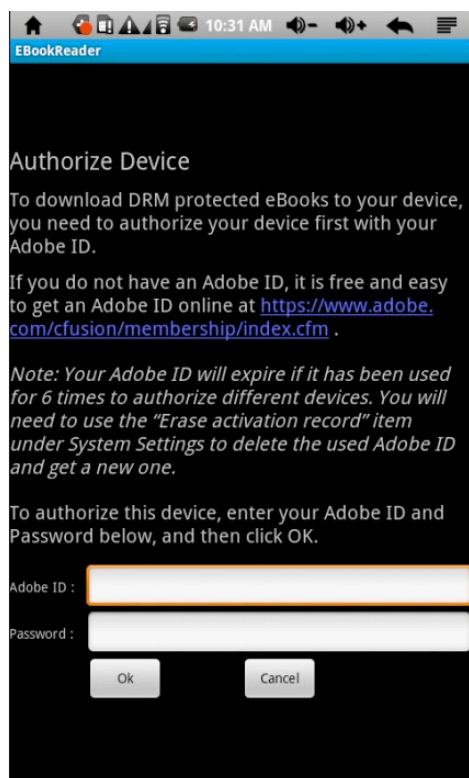 10:31 AM
EBookReader
Authorize Device
To download DRM protected eBooks to your device,
you need to authorize your device first with your
Adobe ID.
If you do not have an Adobe ID, it is free and easy
to get an Adobe ID online at https://www.adobe.
com/cfusion/membership/index.cfm .
Note: Your Adobe ID will expire if it has been used
for 6 times to authorize different devices. You will
need to use the “Erase activation record” item
under System Settings to delete the used Adobe ID
and get a new one.
To authorize this device, enter your Adobe ID and
Password below, and then click OK.
Adobe ID :
Password :
Ok Cancel